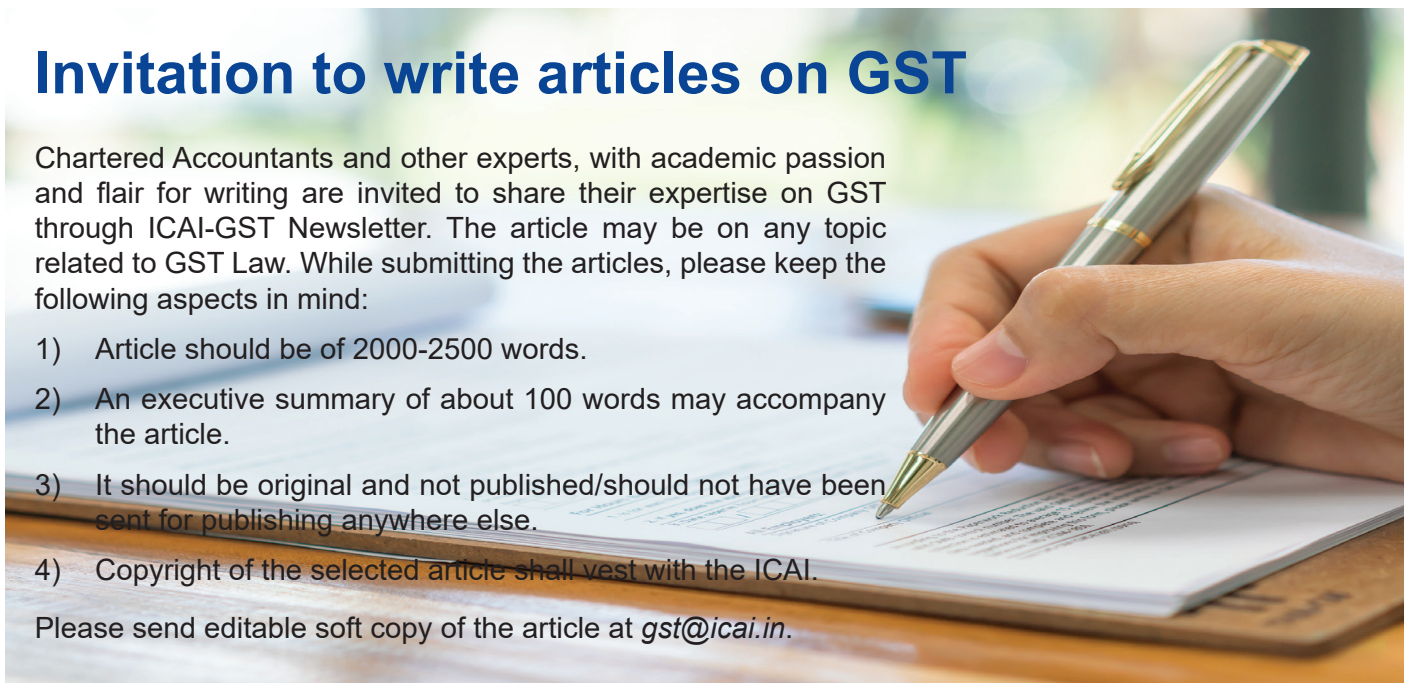 Invitation to write articles on GST
Chartered Accountants and other experts, with academic passion
and flair for writing are invited to share their expertise on GST
through ICAI-GST Newsletter. The article may be on any topic
related to GST Law. While submitting the articles, please keep the
following aspects in mind:
1) Article should be of 2000-2500 words.
2) An executive summary of about 100 words may accompany
the article.
3) It should be original and not published/should not have been
sent for publishing anywhere else.
4) Copyright of the selected article shall vest with the ICAI.
Please send editable soft copy of the article at gst@icai.in.